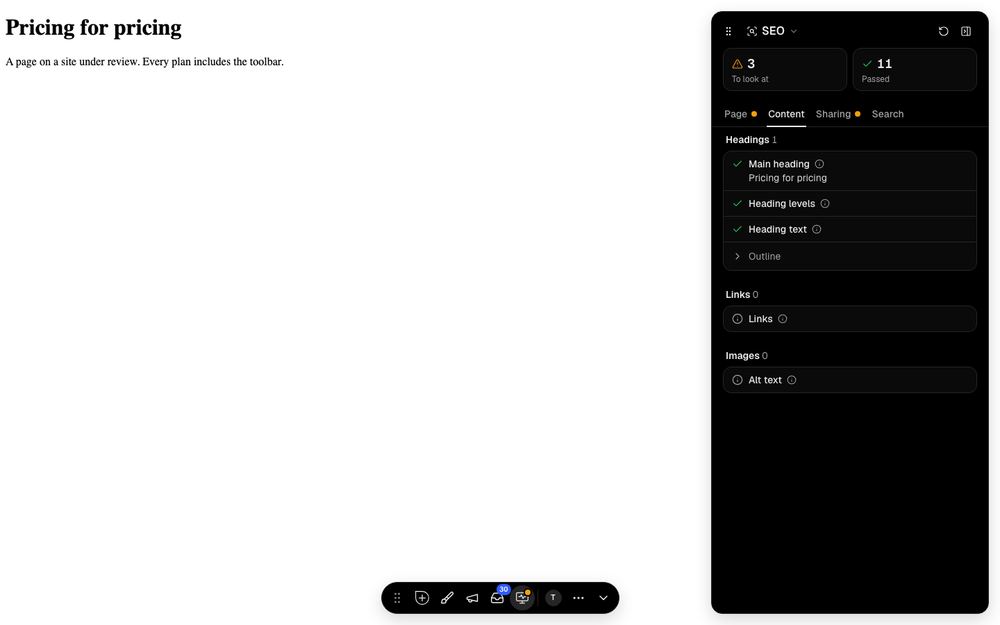 Pricing for pricing
A page on a site under review. Every plan includes the toolbar.
SEO
3
To look at
11
Passed
Page
Content
Sharing
Search
Headings 1
Main heading
Pricing for pricing
Heading levels
Heading text
Outline
Links 0
Links
Images 0
Alt text
30
T